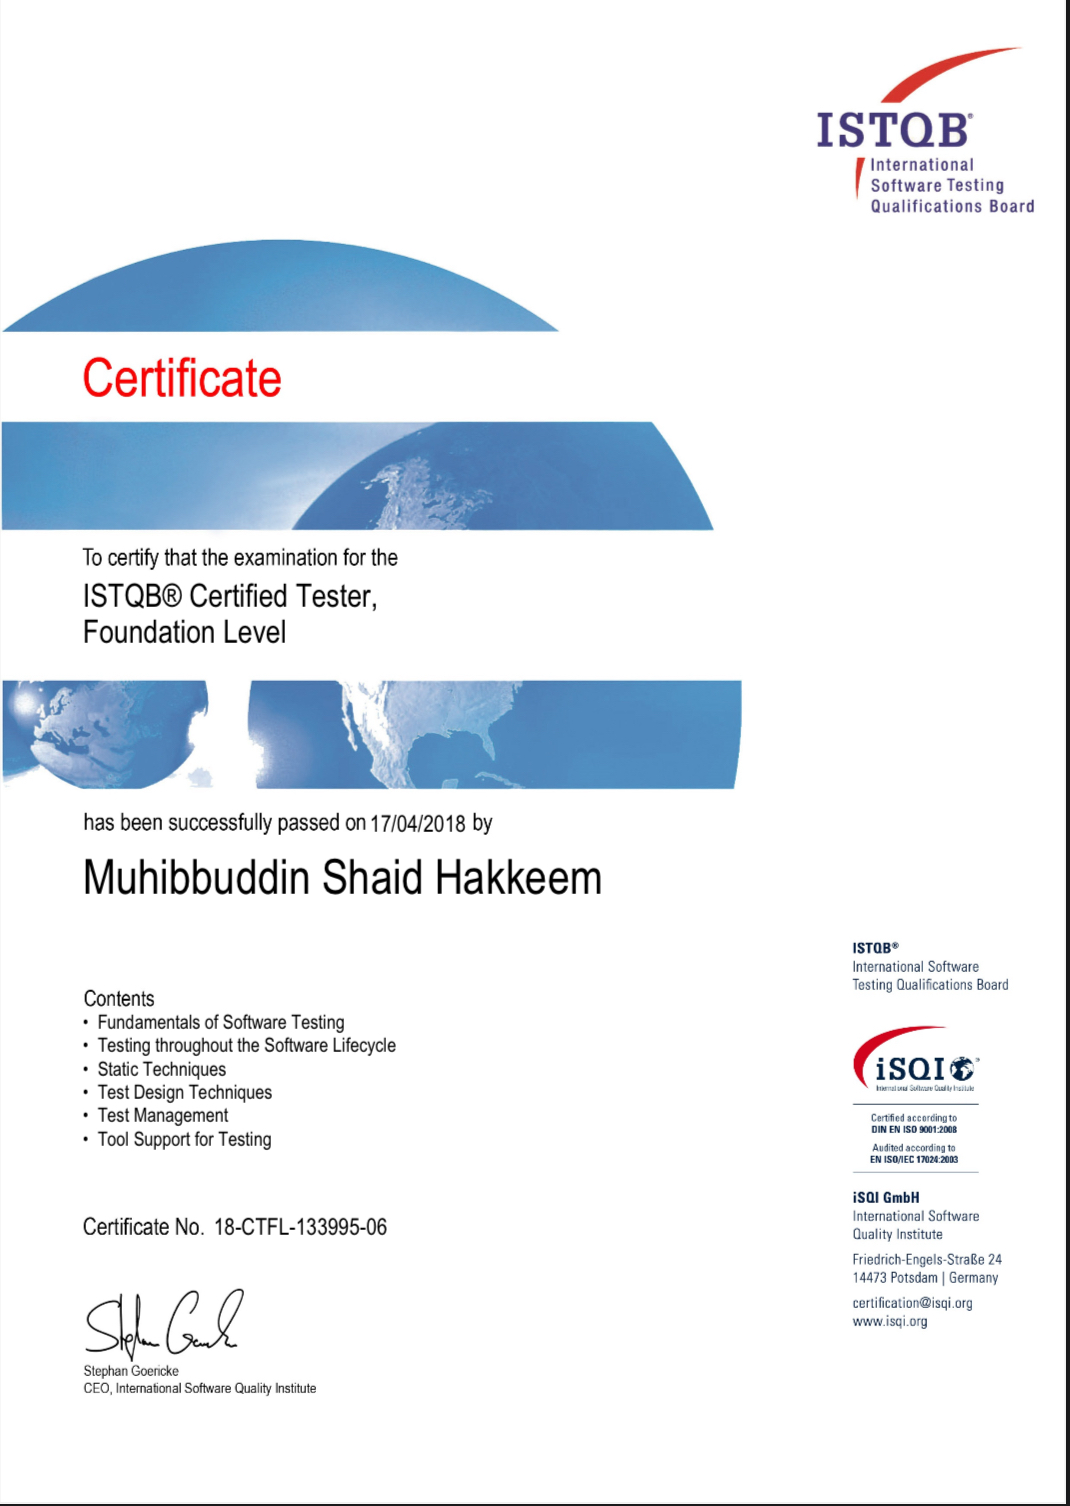 ISTQB®
International
Software Testing
Qualifications Board
Certificate
To certify that the examination for the
ISTQB® Certified Tester,
Foundation Level
has been successfully passed on 17/04/2018 by
Muhibbuddin Shaid Hakkeem
Contents
• Fundamentals of Software Testing
• Testing throughout the Software Lifecycle
• Static Techniques
• Test Design Techniques
• Test Management
• Tool Support for Testing
Certificate No. 18-CTFL-133995-06
Stephan Goericke
CEO, International Software Quality Institute
ISTQB®
International Software
Testing Qualifications Board
iSQI
International Software Quality Institute
Certified according to
DIN EN ISO 9001:2008
Audited according to
EN ISO/IEC 17024:2003
iSQI GmbH
International Software
Quality Institute
Friedrich-Engels-Straße 24
14473 Potsdam | Germany
certification@isqi.org
www.isqi.org